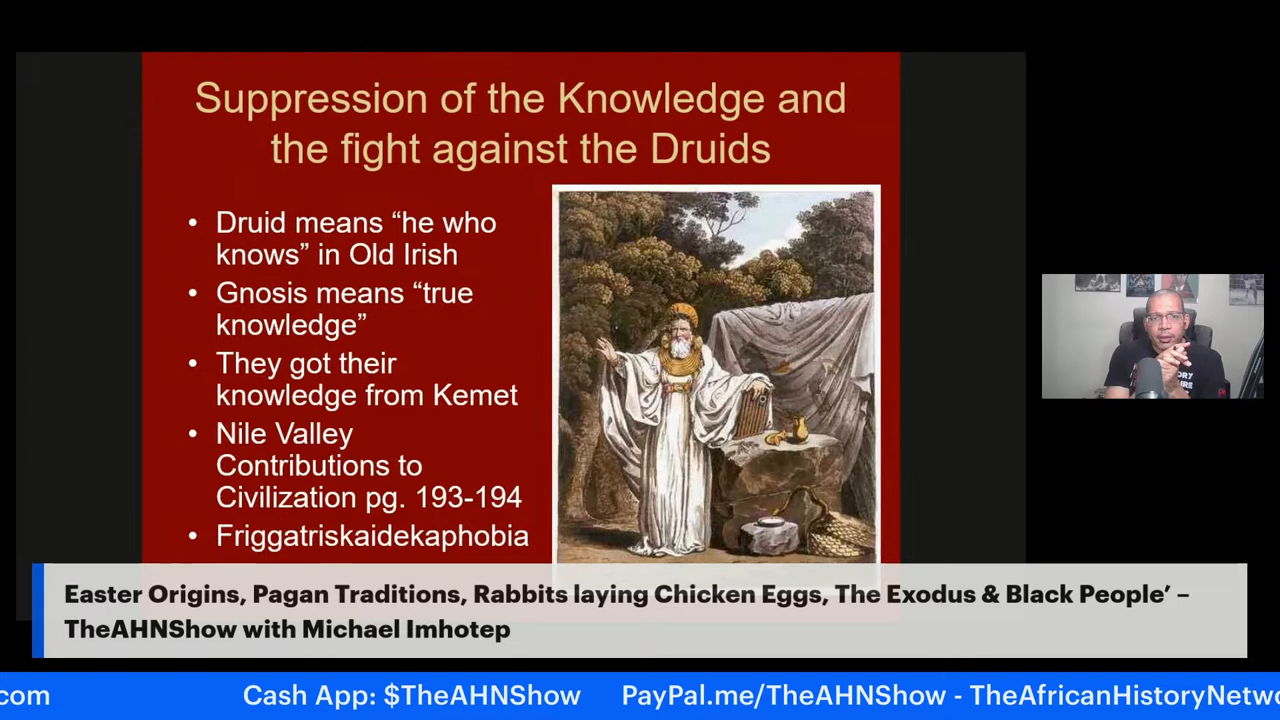 Suppression of the Knowledge and
the fight against the Druids
• Druid means “he who
knows” in Old Irish
• Gnosis means “true
knowledge”
• They got their
knowledge from Kemet
• Nile Valley
Contributions to
Civilization pg. 193-194
• Friggatriskaidekaphobia
Easter Origins, Pagan Traditions, Rabbits laying Chicken Eggs, The Exodus & Black People’ –
TheAHNShow with Michael Imhotep
.com Cash App: $TheAHNShow PayPal.me/TheAHNShow - TheAfricanHistoryNetwo